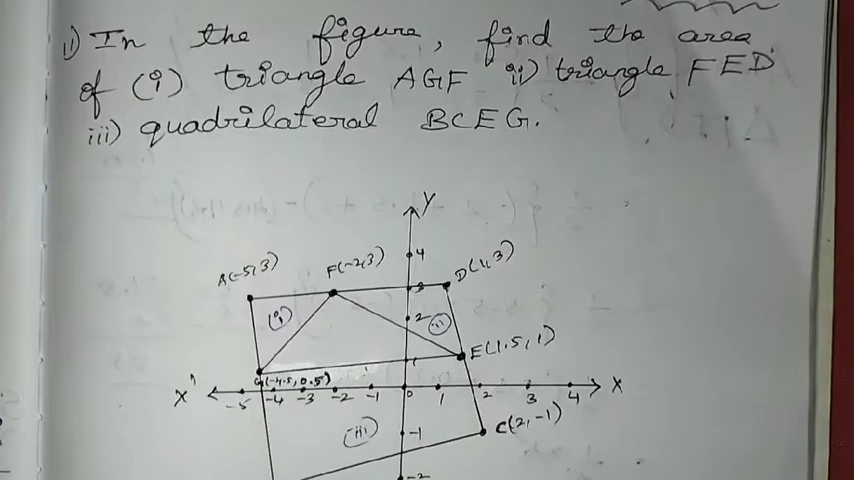 ii) In the figure, find the area
of (i) triangle AGF ii) triangle FED
iii) quadrilateral BCEG.
Y
4
A(-5,3) F(-2,3) D(1,3)
3
(i) 2 (ii)
1 E(1.5,1)
G(-4.5,0.5)
X' -5 -4 -3 -2 -1 0 1 2 3 4 X
(iii) -1 C(2,-1)
-2